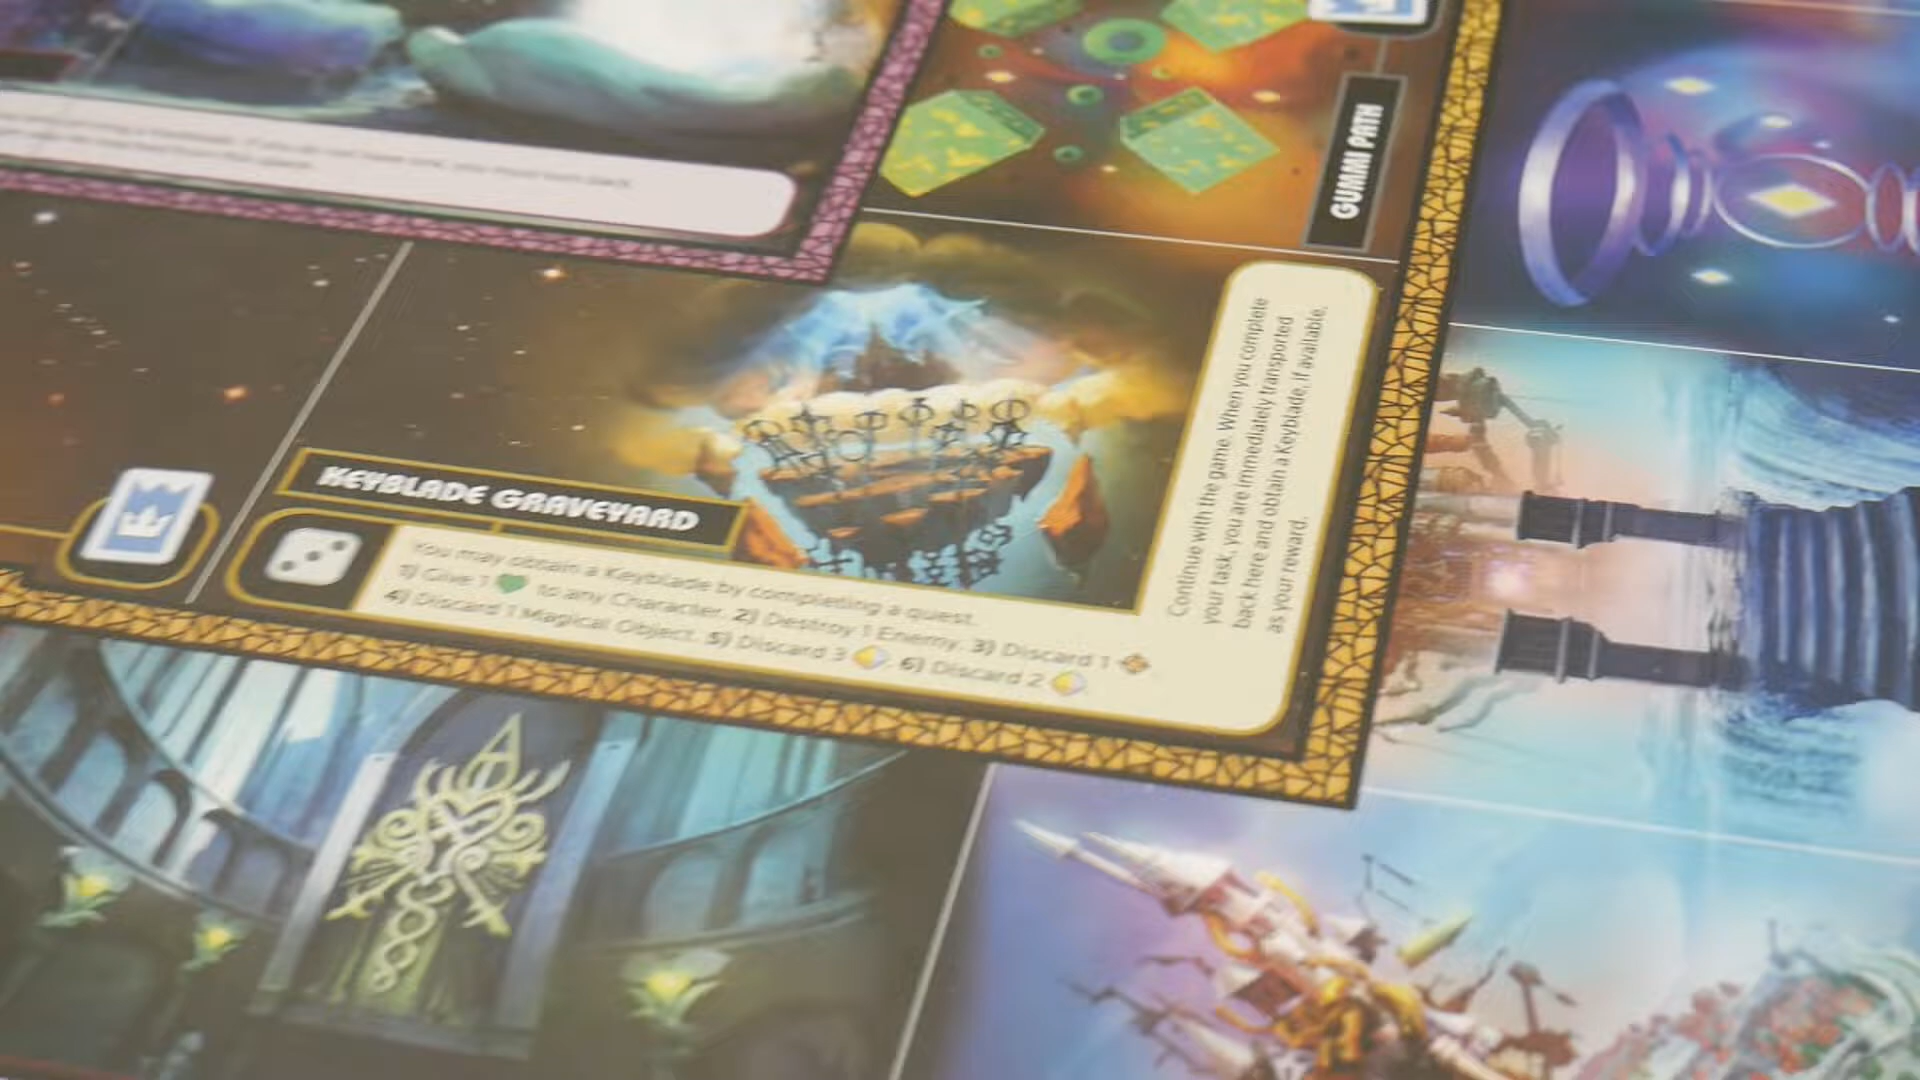 GUMMI PATH
KEYBLADE GRAVEYARD
You may obtain a Keyblade by completing a quest.
1) Give 1 to any Character. 2) Destroy 1 Enemy. 3) Discard 1
4) Discard 1 Magical Object. 5) Discard 3 . 6) Discard 2
Continue with the game. When you complete
your task, you are immediately transported
back here and obtain a Keyblade, if available,
as your reward.